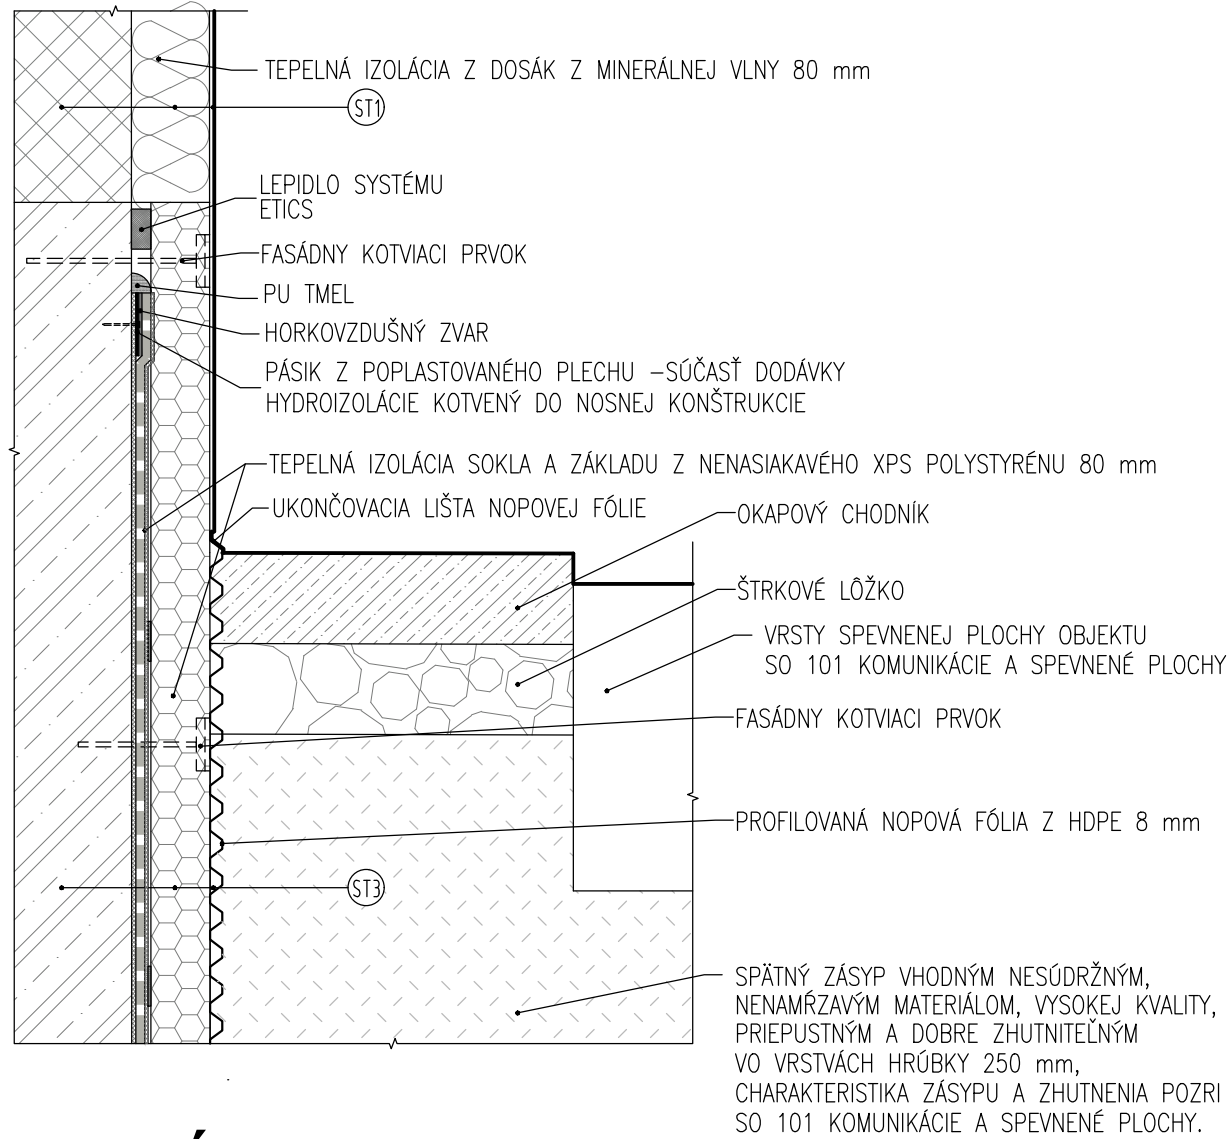 TEPELNÁ IZOLÁCIA Z DOSÁK Z MINERÁLNEJ VLNY 80 mm
ST1
LEPIDLO SYSTÉMU
ETICS
FASÁDNY KOTVIACI PRVOK
PU TMEL
HORKOVZDUŠNÝ ZVAR
PÁSIK Z POPLASTOVANÉHO PLECHU –SÚČASŤ DODÁVKY
HYDROIZOLÁCIE KOTVENÝ DO NOSNEJ KONŠTRUKCIE
TEPELNÁ IZOLÁCIA SOKLA A ZÁKLADU Z NENASIAKAVÉHO XPS POLYSTYRÉNU 80 mm
UKONČOVACIA LIŠTA NOPOVEJ FÓLIE
OKAPOVÝ CHODNÍK
ŠTRKOVÉ LÔŽKO
VRSTY SPEVNENEJ PLOCHY OBJEKTU
SO 101 KOMUNIKÁCIE A SPEVNENÉ PLOCHY
FASÁDNY KOTVIACI PRVOK
PROFILOVANÁ NOPOVÁ FÓLIA Z HDPE 8 mm
ST3
SPÄTNÝ ZÁSYP VHODNÝM NESÚDRŽNÝM,
NENAMŔZAVÝM MATERIÁLOM, VYSOKEJ KVALITY,
PRIEPUSTNÝM A DOBRE ZHUTNITEĽNÝM
VO VRSTVÁCH HRÚBKY 250 mm,
CHARAKTERISTIKA ZÁSYPU A ZHUTNENIA POZRI
SO 101 KOMUNIKÁCIE A SPEVNENÉ PLOCHY.